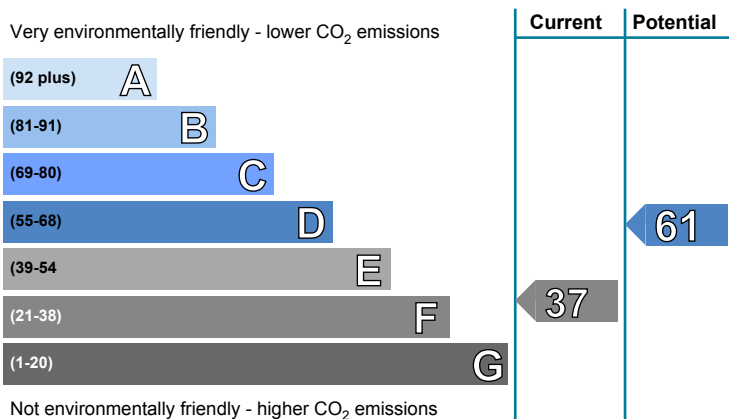 Very environmentally friendly - lower CO2 emissions
Current
Potential
(92 plus) A
(81-91) B
(69-80) C
(55-68) D
61
(39-54 E
(21-38) F
37
(1-20) G
Not environmentally friendly - higher CO2 emissions